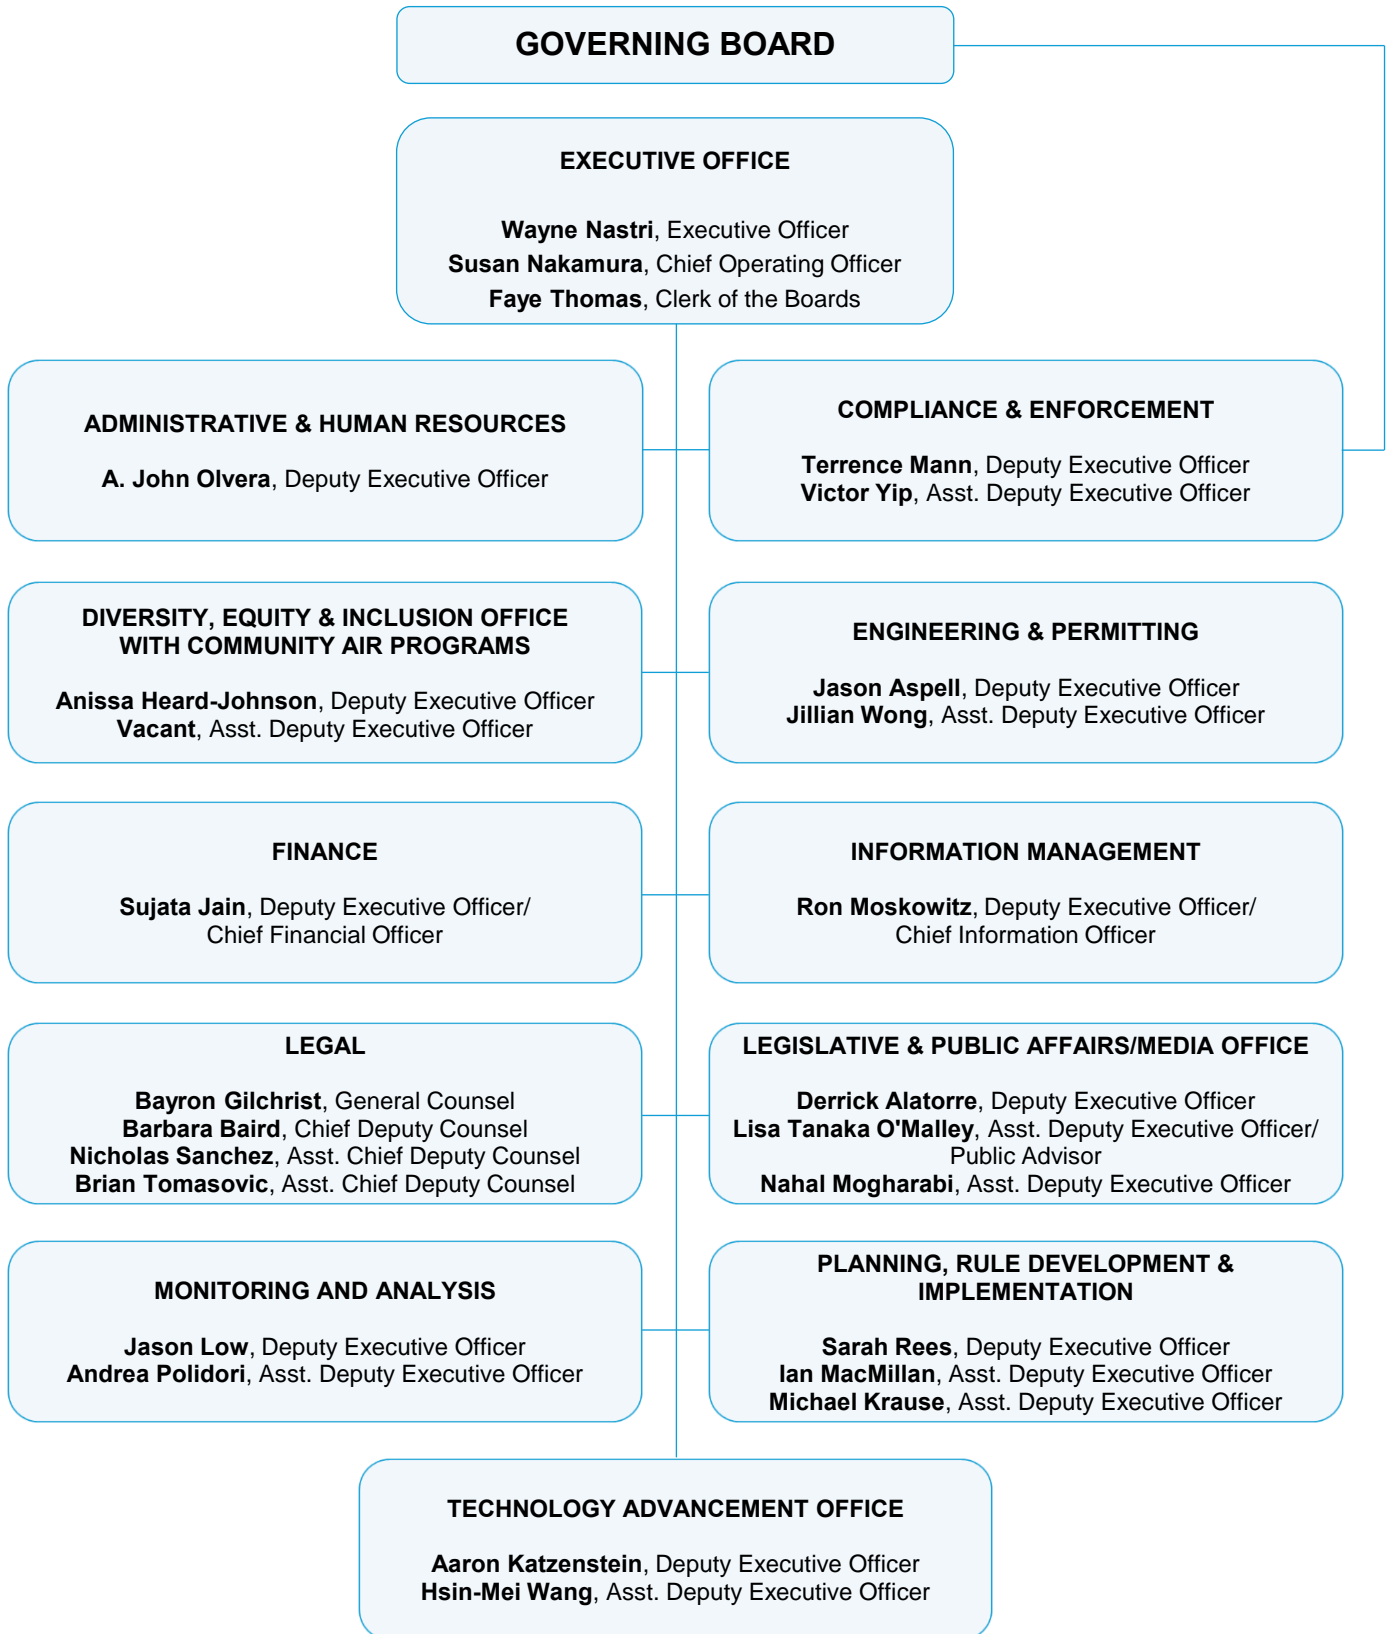 GOVERNING BOARD
EXECUTIVE OFFICE
Wayne Nastri, Executive Officer
Susan Nakamura, Chief Operating Officer
Faye Thomas, Clerk of the Boards
ADMINISTRATIVE & HUMAN RESOURCES
A. John Olvera, Deputy Executive Officer
COMPLIANCE & ENFORCEMENT
Terrence Mann, Deputy Executive Officer
Victor Yip, Asst. Deputy Executive Officer
DIVERSITY, EQUITY & INCLUSION OFFICE
WITH COMMUNITY AIR PROGRAMS
Anissa Heard-Johnson, Deputy Executive Officer
Vacant, Asst. Deputy Executive Officer
ENGINEERING & PERMITTING
Jason Aspell, Deputy Executive Officer
Jillian Wong, Asst. Deputy Executive Officer
FINANCE
Sujata Jain, Deputy Executive Officer/
Chief Financial Officer
INFORMATION MANAGEMENT
Ron Moskowitz, Deputy Executive Officer/
Chief Information Officer
LEGAL
Bayron Gilchrist, General Counsel
Barbara Baird, Chief Deputy Counsel
Nicholas Sanchez, Asst. Chief Deputy Counsel
Brian Tomasovic, Asst. Chief Deputy Counsel
LEGISLATIVE & PUBLIC AFFAIRS/MEDIA OFFICE
Derrick Alatorre, Deputy Executive Officer
Lisa Tanaka O'Malley, Asst. Deputy Executive Officer/
Public Advisor
Nahal Mogharabi, Asst. Deputy Executive Officer
MONITORING AND ANALYSIS
Jason Low, Deputy Executive Officer
Andrea Polidori, Asst. Deputy Executive Officer
PLANNING, RULE DEVELOPMENT &
IMPLEMENTATION
Sarah Rees, Deputy Executive Officer
Ian MacMillan, Asst. Deputy Executive Officer
Michael Krause, Asst. Deputy Executive Officer
TECHNOLOGY ADVANCEMENT OFFICE
Aaron Katzenstein, Deputy Executive Officer
Hsin-Mei Wang, Asst. Deputy Executive Officer